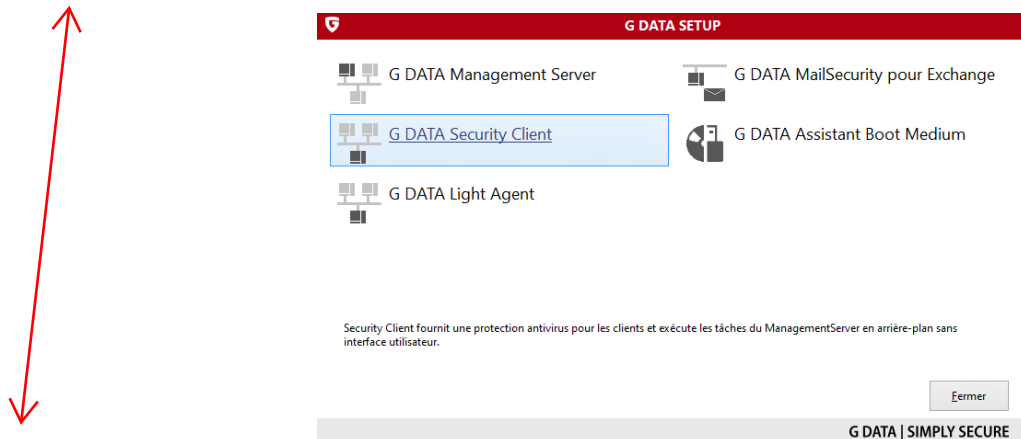 G DATA SETUP
G DATA Management Server
G DATA MailSecurity pour Exchange
G DATA Security Client
G DATA Assistant Boot Medium
G DATA Light Agent
Security Client fournit une protection antivirus pour les clients et exécute les tâches du ManagementServer en arrière-plan sans
interface utilisateur.
Fermer
G DATA | SIMPLY SECURE